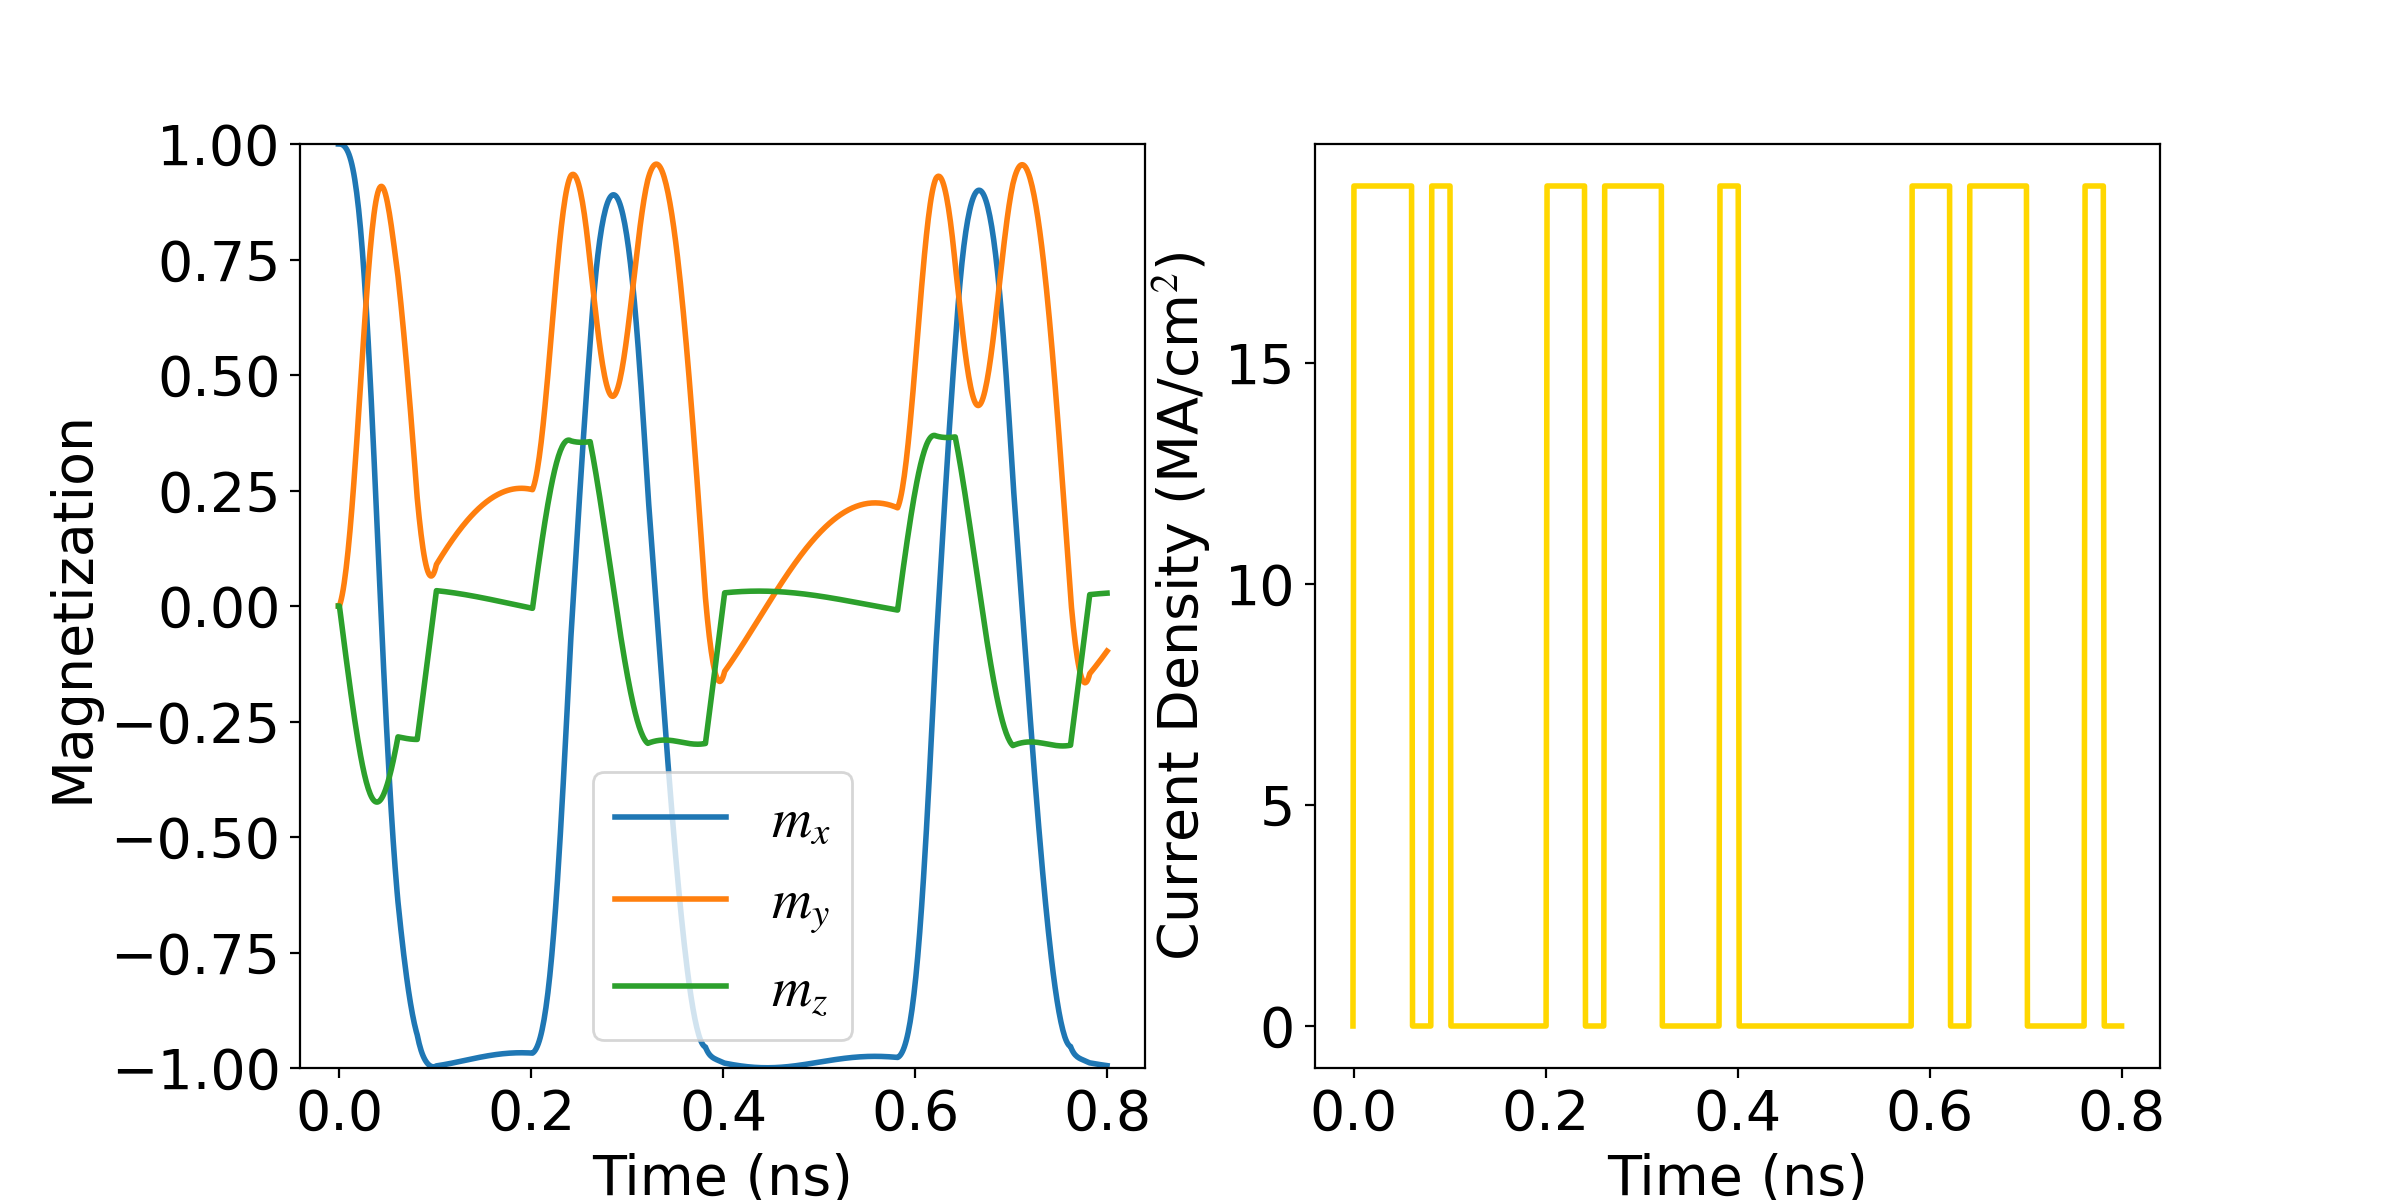 Magnetization
1.00
0.75
0.50
0.25
0.00
−0.25
−0.50
−0.75
−1.00
0.0 0.2 0.4 0.6 0.8
Time (ns)
m_x
m_y
m_z
Current Density (MA/cm²)
15
10
5
0
0.0 0.2 0.4 0.6 0.8
Time (ns)